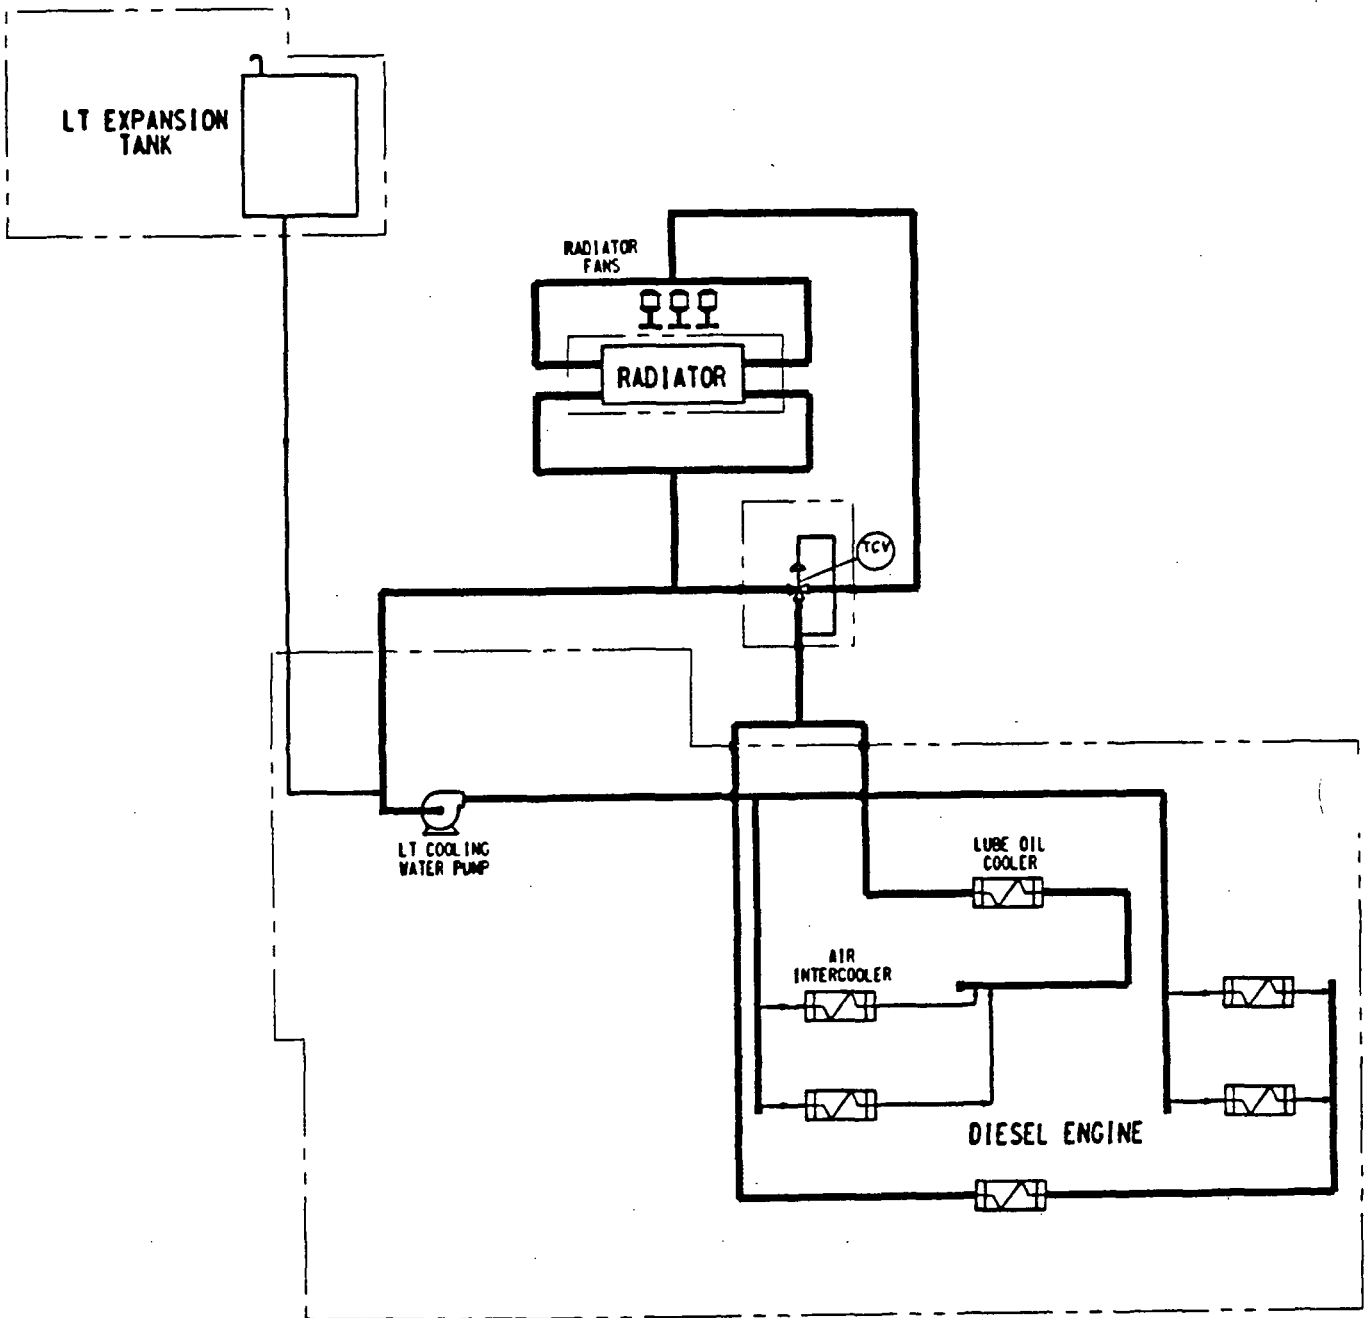 LT EXPANSION
TANK
RADIATOR
FANS
RADIATOR
TCV
LT COOLING
WATER PUMP
LUBE OIL
COOLER
AIR
INTERCOOLER
DIESEL ENGINE